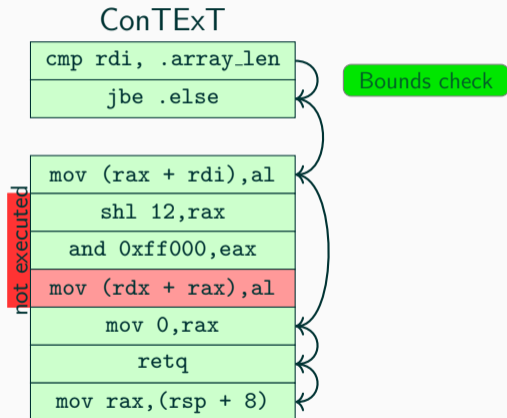 ConTExT
cmp rdi, .array_len
Bounds check
jbe .else
mov (rax + rdi),al
not executed
shl 12,rax
and 0xff000,eax
mov (rdx + rax),al
mov 0,rax
retq
mov rax,(rsp + 8)